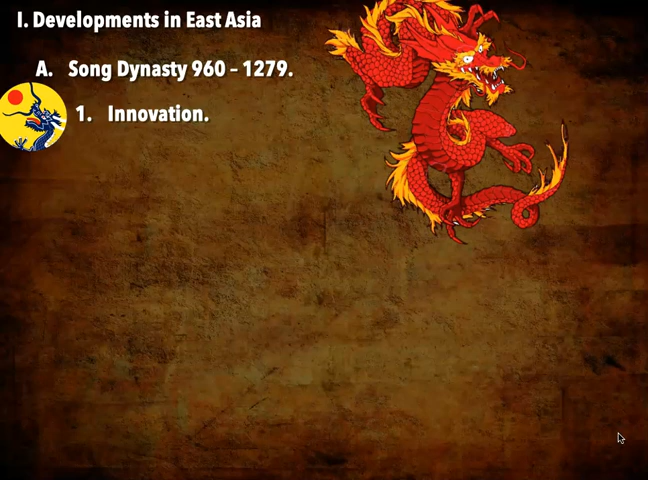 I. Developments in East Asia
A. Song Dynasty 960 – 1279.
1. Innovation.